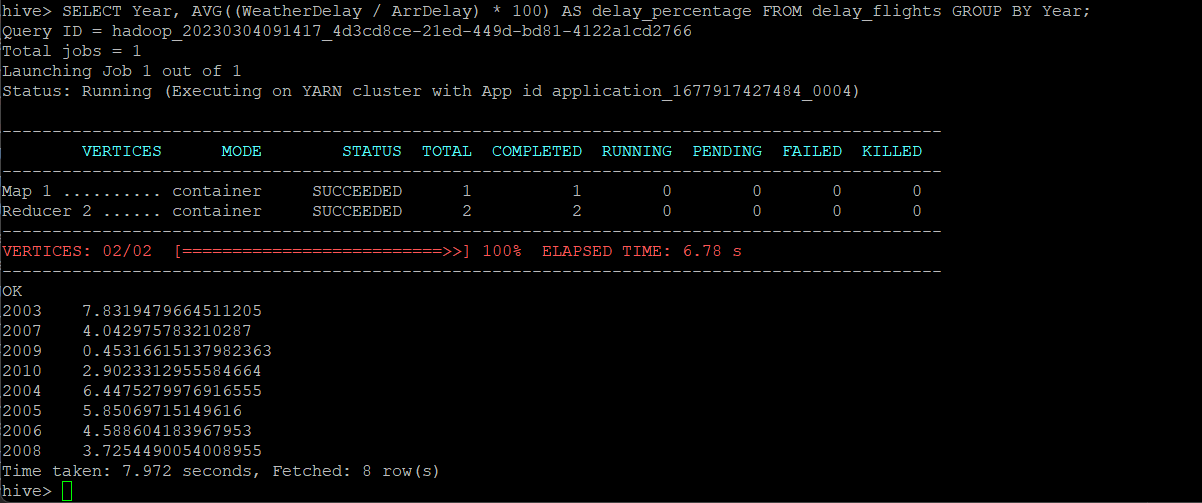 hive> SELECT Year, AVG((WeatherDelay / ArrDelay) * 100) AS delay_percentage FROM delay_flights GROUP BY Year;
Query ID = hadoop_20230304091417_4d3cd8ce-21ed-449d-bd81-4122a1cd2766
Total jobs = 1
Launching Job 1 out of 1
Status: Running (Executing on YARN cluster with App id application_1677917427484_0004)
----------------------------------------------------------------------------------------------
        VERTICES      MODE        STATUS  TOTAL  COMPLETED  RUNNING  PENDING  FAILED  KILLED
----------------------------------------------------------------------------------------------
Map 1 .......... container     SUCCEEDED      1          1        0        0       0       0
Reducer 2 ...... container     SUCCEEDED      2          2        0        0       0       0
----------------------------------------------------------------------------------------------
VERTICES: 02/02  [==========================>>] 100%  ELAPSED TIME: 6.78 s
----------------------------------------------------------------------------------------------
OK
2003    7.8319479664511205
2007    4.042975783210287
2009    0.45316615137982363
2010    2.9023312955584664
2004    6.4475279976916555
2005    5.85069715149616
2006    4.588604183967953
2008    3.7254490054008955
Time taken: 7.972 seconds, Fetched: 8 row(s)
hive>